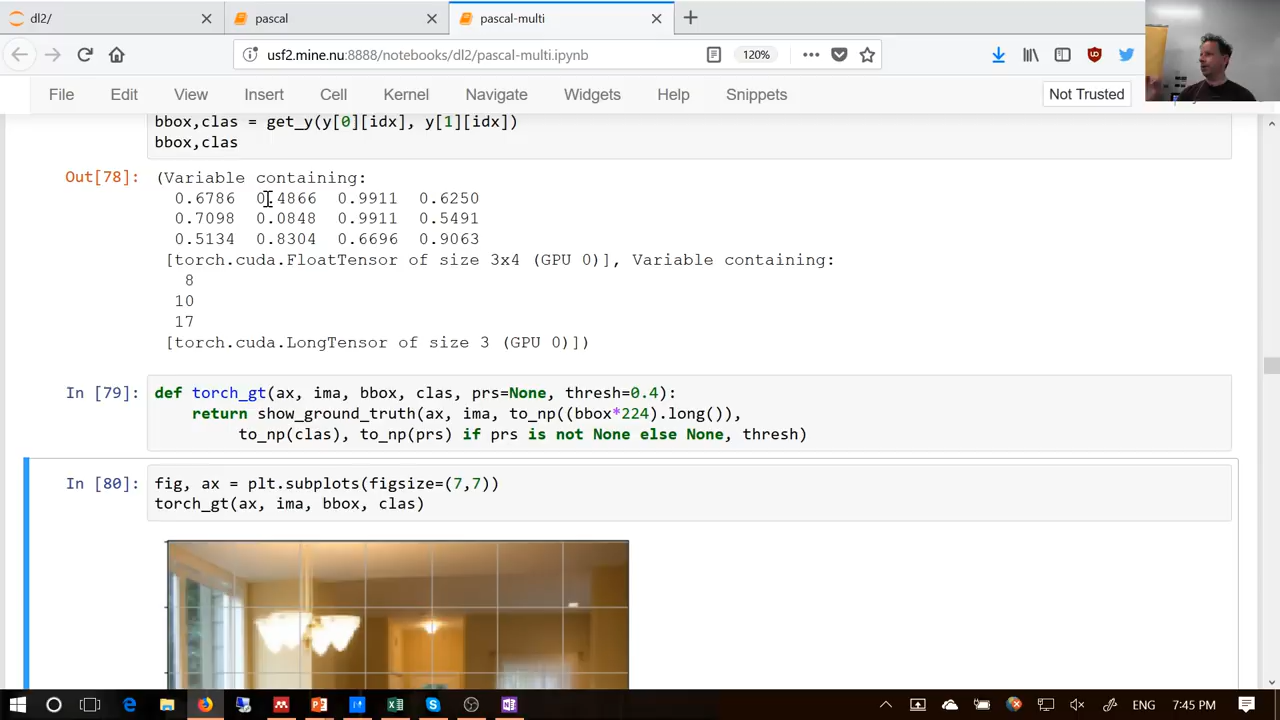 dl2/
pascal
pascal-multi
usf2.mine.nu:8888/notebooks/dl2/pascal-multi.ipynb
120%
File Edit View Insert Cell Kernel Navigate Widgets Help Snippets
Not Trusted
bbox,clas = get_y(y[0][idx], y[1][idx])
bbox,clas
Out[78]: (Variable containing:
0.6786 0.4866 0.9911 0.6250
0.7098 0.0848 0.9911 0.5491
0.5134 0.8304 0.6696 0.9063
[torch.cuda.FloatTensor of size 3x4 (GPU 0)], Variable containing:
8
10
17
[torch.cuda.LongTensor of size 3 (GPU 0)])
In [79]: def torch_gt(ax, ima, bbox, clas, prs=None, thresh=0.4):
return show_ground_truth(ax, ima, to_np((bbox*224).long()),
to_np(clas), to_np(prs) if prs is not None else None, thresh)
In [80]: fig, ax = plt.subplots(figsize=(7,7))
torch_gt(ax, ima, bbox, clas)
ENG
7:45 PM